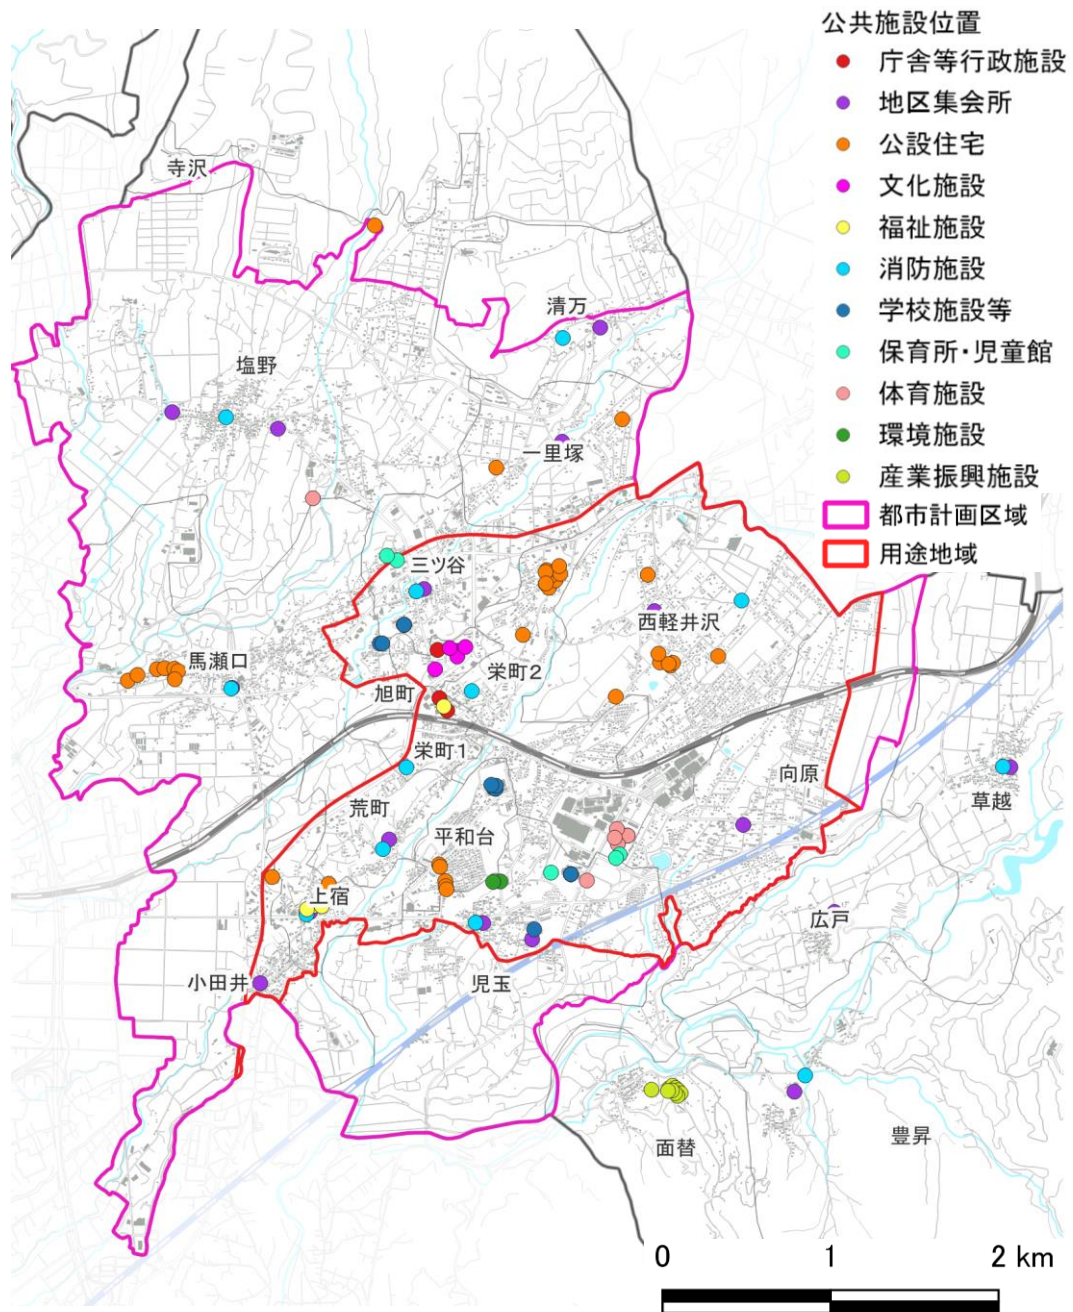 公共施設位置
庁舎等行政施設
地区集会所
公設住宅
文化施設
福祉施設
消防施設
学校施設等
保育所・児童館
体育施設
環境施設
産業振興施設
都市計画区域
用途地域
寺沢
清万
塩野
一里塚
三ツ谷
西軽井沢
馬瀬口
栄町2
旭町
栄町1
向原
荒町
平和台
草越
上宿
広戸
小田井
児玉
面替
豊昇
0 1 2 km